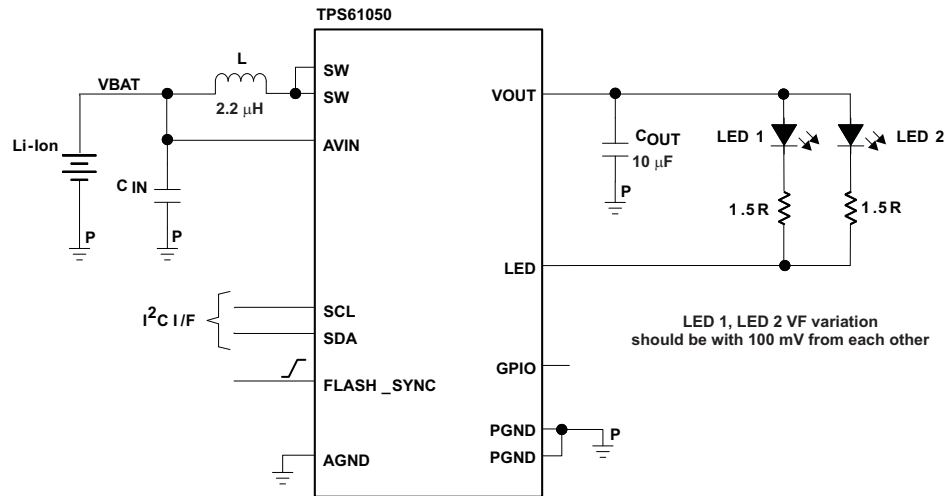 TPS61050
L
SW
VBAT
SW
VOUT
2.2 µH
Li-Ion
AVIN
COUT
10 µF
LED 1
LED 2
C IN
P
1.5R
1.5R
P
P
LED
I2C I/F
SCL
SDA
LED 1, LED 2 VF variation
should be with 100 mV from each other
GPIO
FLASH _SYNC
PGND
P
AGND
PGND